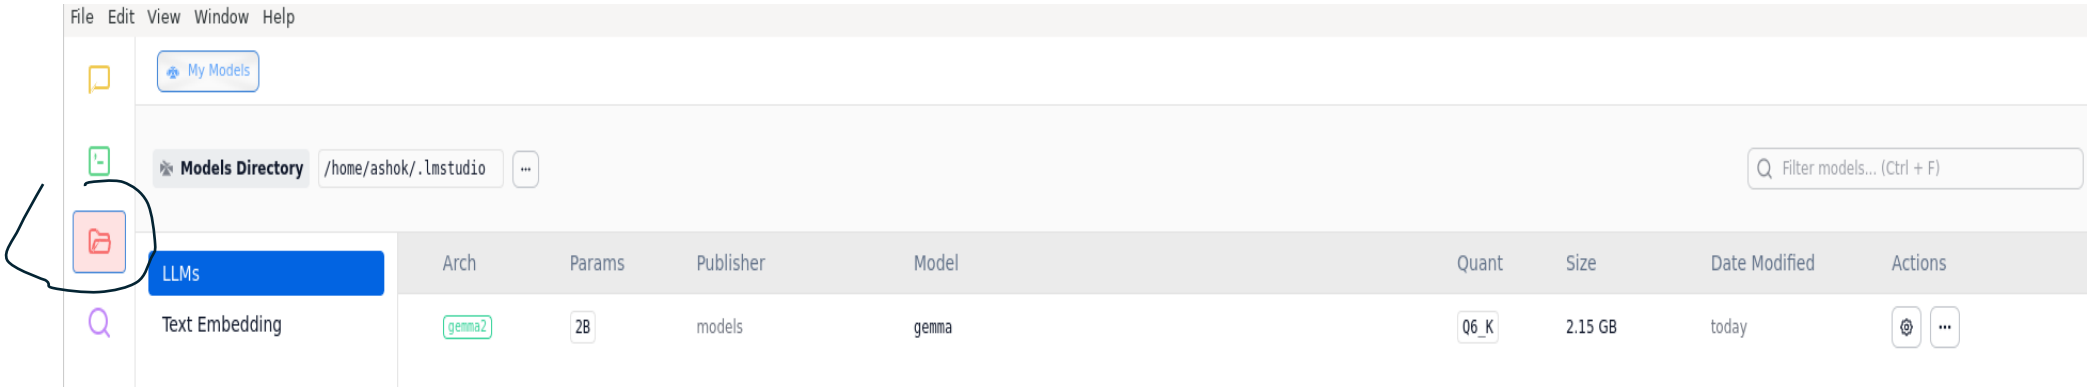 File Edit View Window Help
My Models
Models Directory /home/ashok/.lmstudio ... Filter models... (Ctrl + F)
LLMs Arch Params Publisher Model Quant Size Date Modified Actions
Text Embedding gemma2 2B models gemma Q6_K 2.15 GB today ...